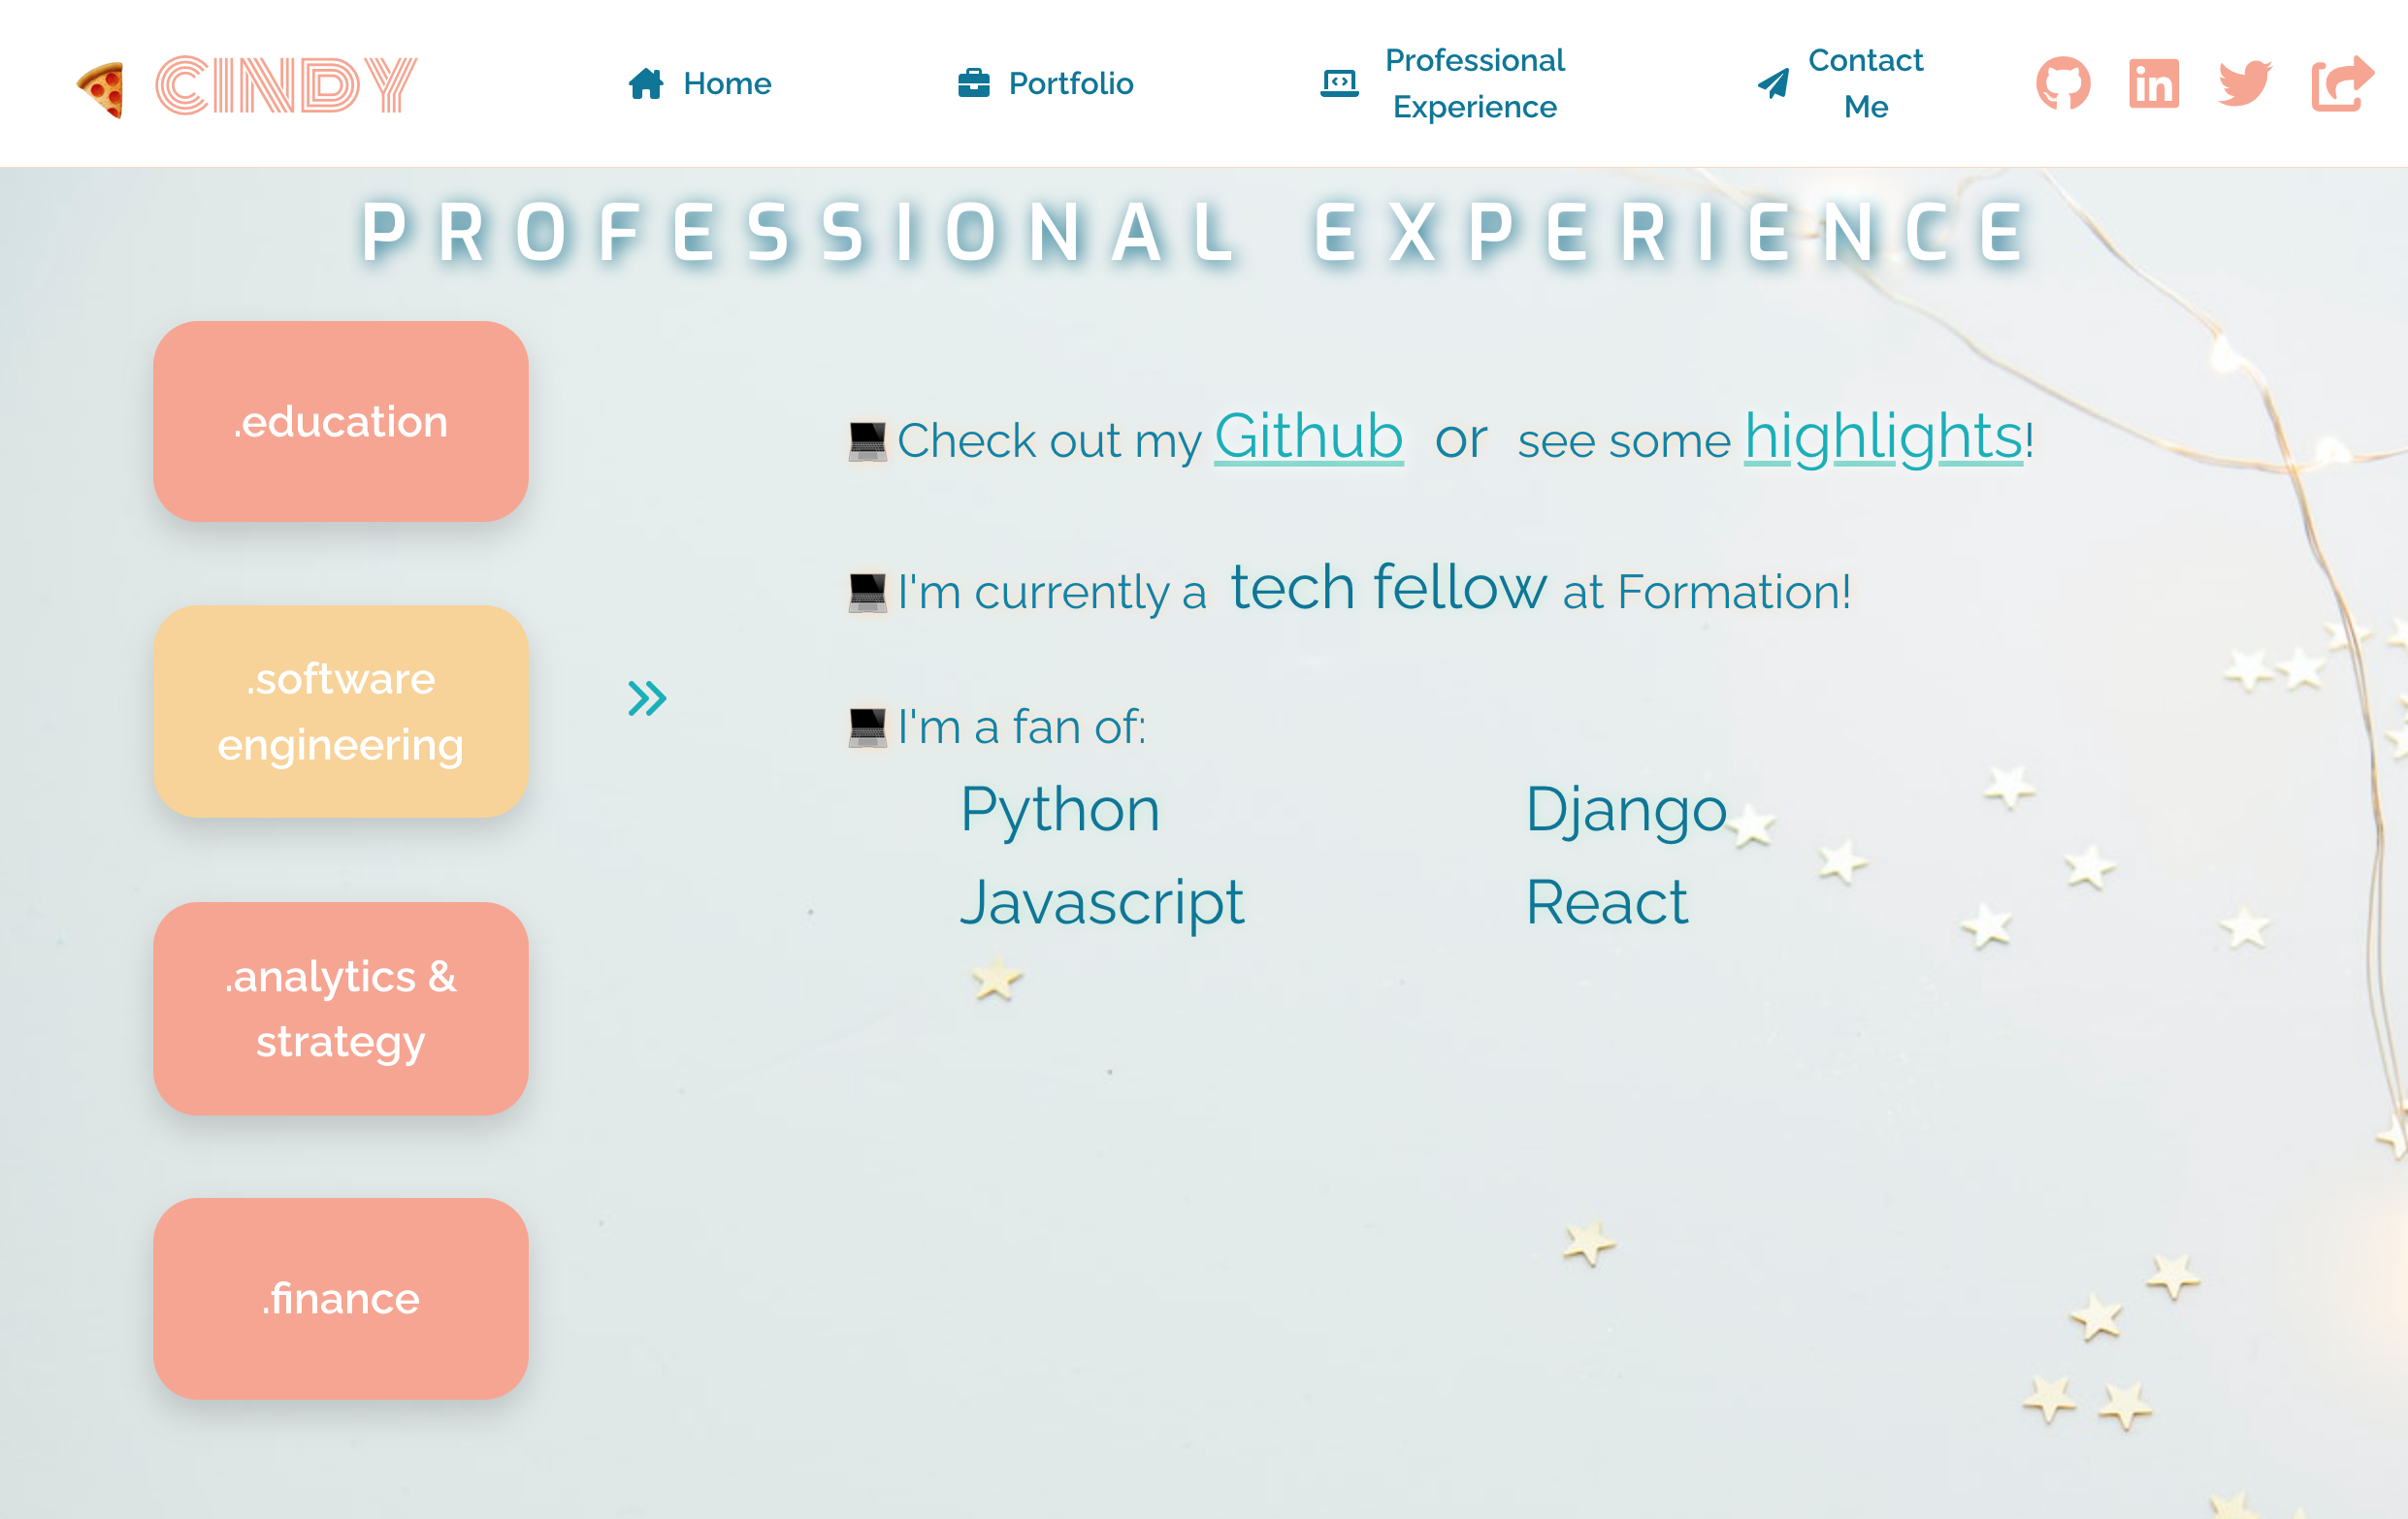 CINDY
Home
Portfolio
Professional
Experience
Contact
Me
PROFESSIONAL EXPERIENCE
.education
.software
engineering
.analytics &
strategy
.finance
Check out my Github or see some highlights!
I'm currently a tech fellow at Formation!
I'm a fan of:
Python Django
Javascript React